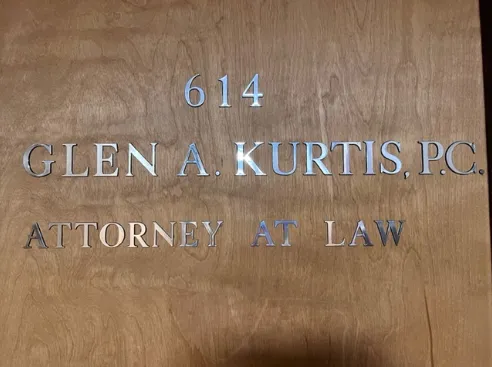 614
GLEN A. KURTIS, P.C.
ATTORNEY AT LAW